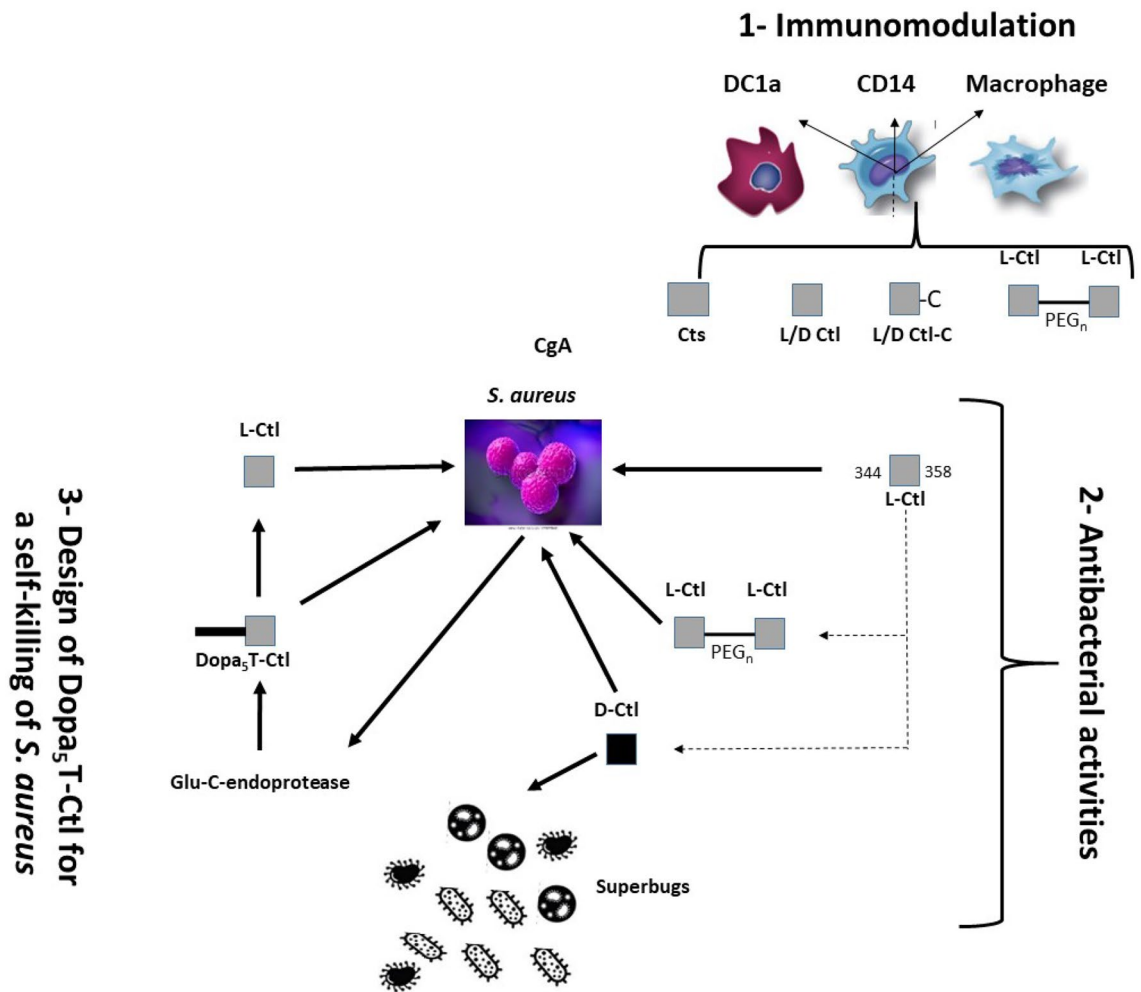 1- Immunomodulation
DC1a
CD14
Macrophage
L-Ctl
L-Ctl
-C
PEGn
Cts
L/D Ctl
L/D Ctl-C
CgA
S. aureus
L-Ctl
344
358
L-Ctl
L-Ctl
L-Ctl
PEGn
Dopa5T-Ctl
D-Ctl
Glu-C-endoprotease
Superbugs
2- Antibacterial activities
3- Design of Dopa5T-Ctl for
a self-killing of S. aureus